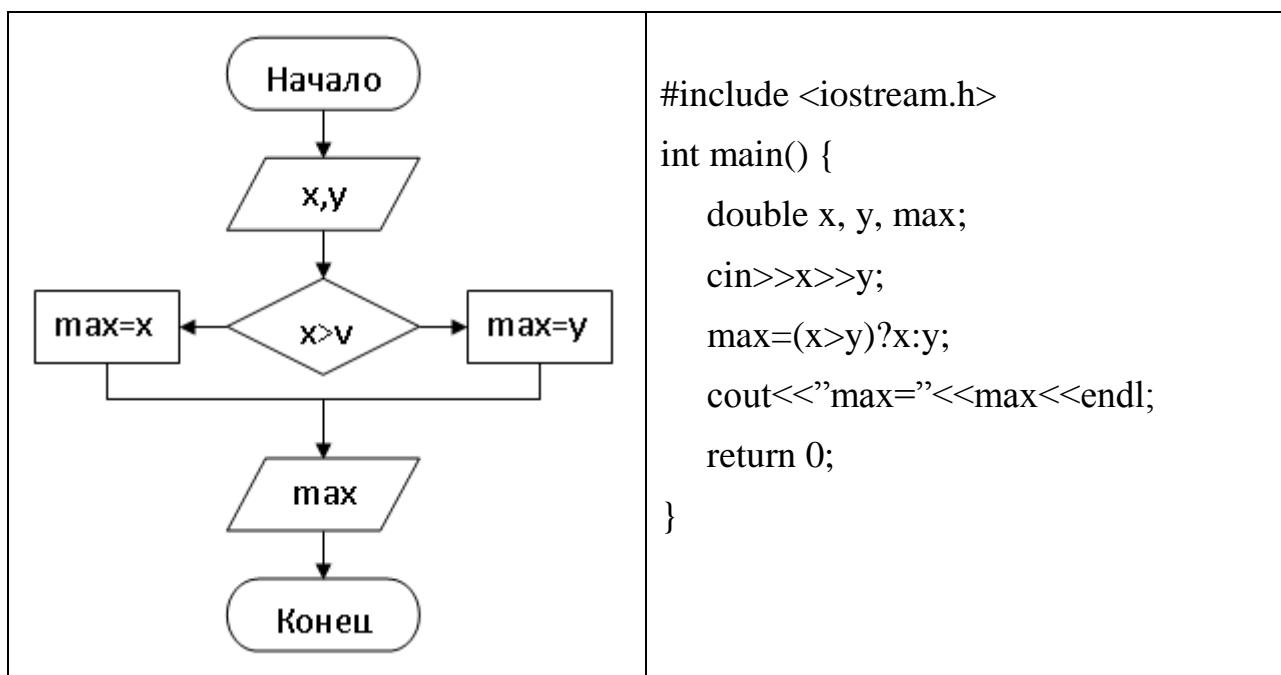 Начало
x,y
max=x
x>v
max=y
max
Конец
#include <iostream.h>
int main() {
double x, y, max;
cin>>x>>y;
max=(x>y)?x:y;
cout<<”max=”<<max<<endl;
return 0;
}